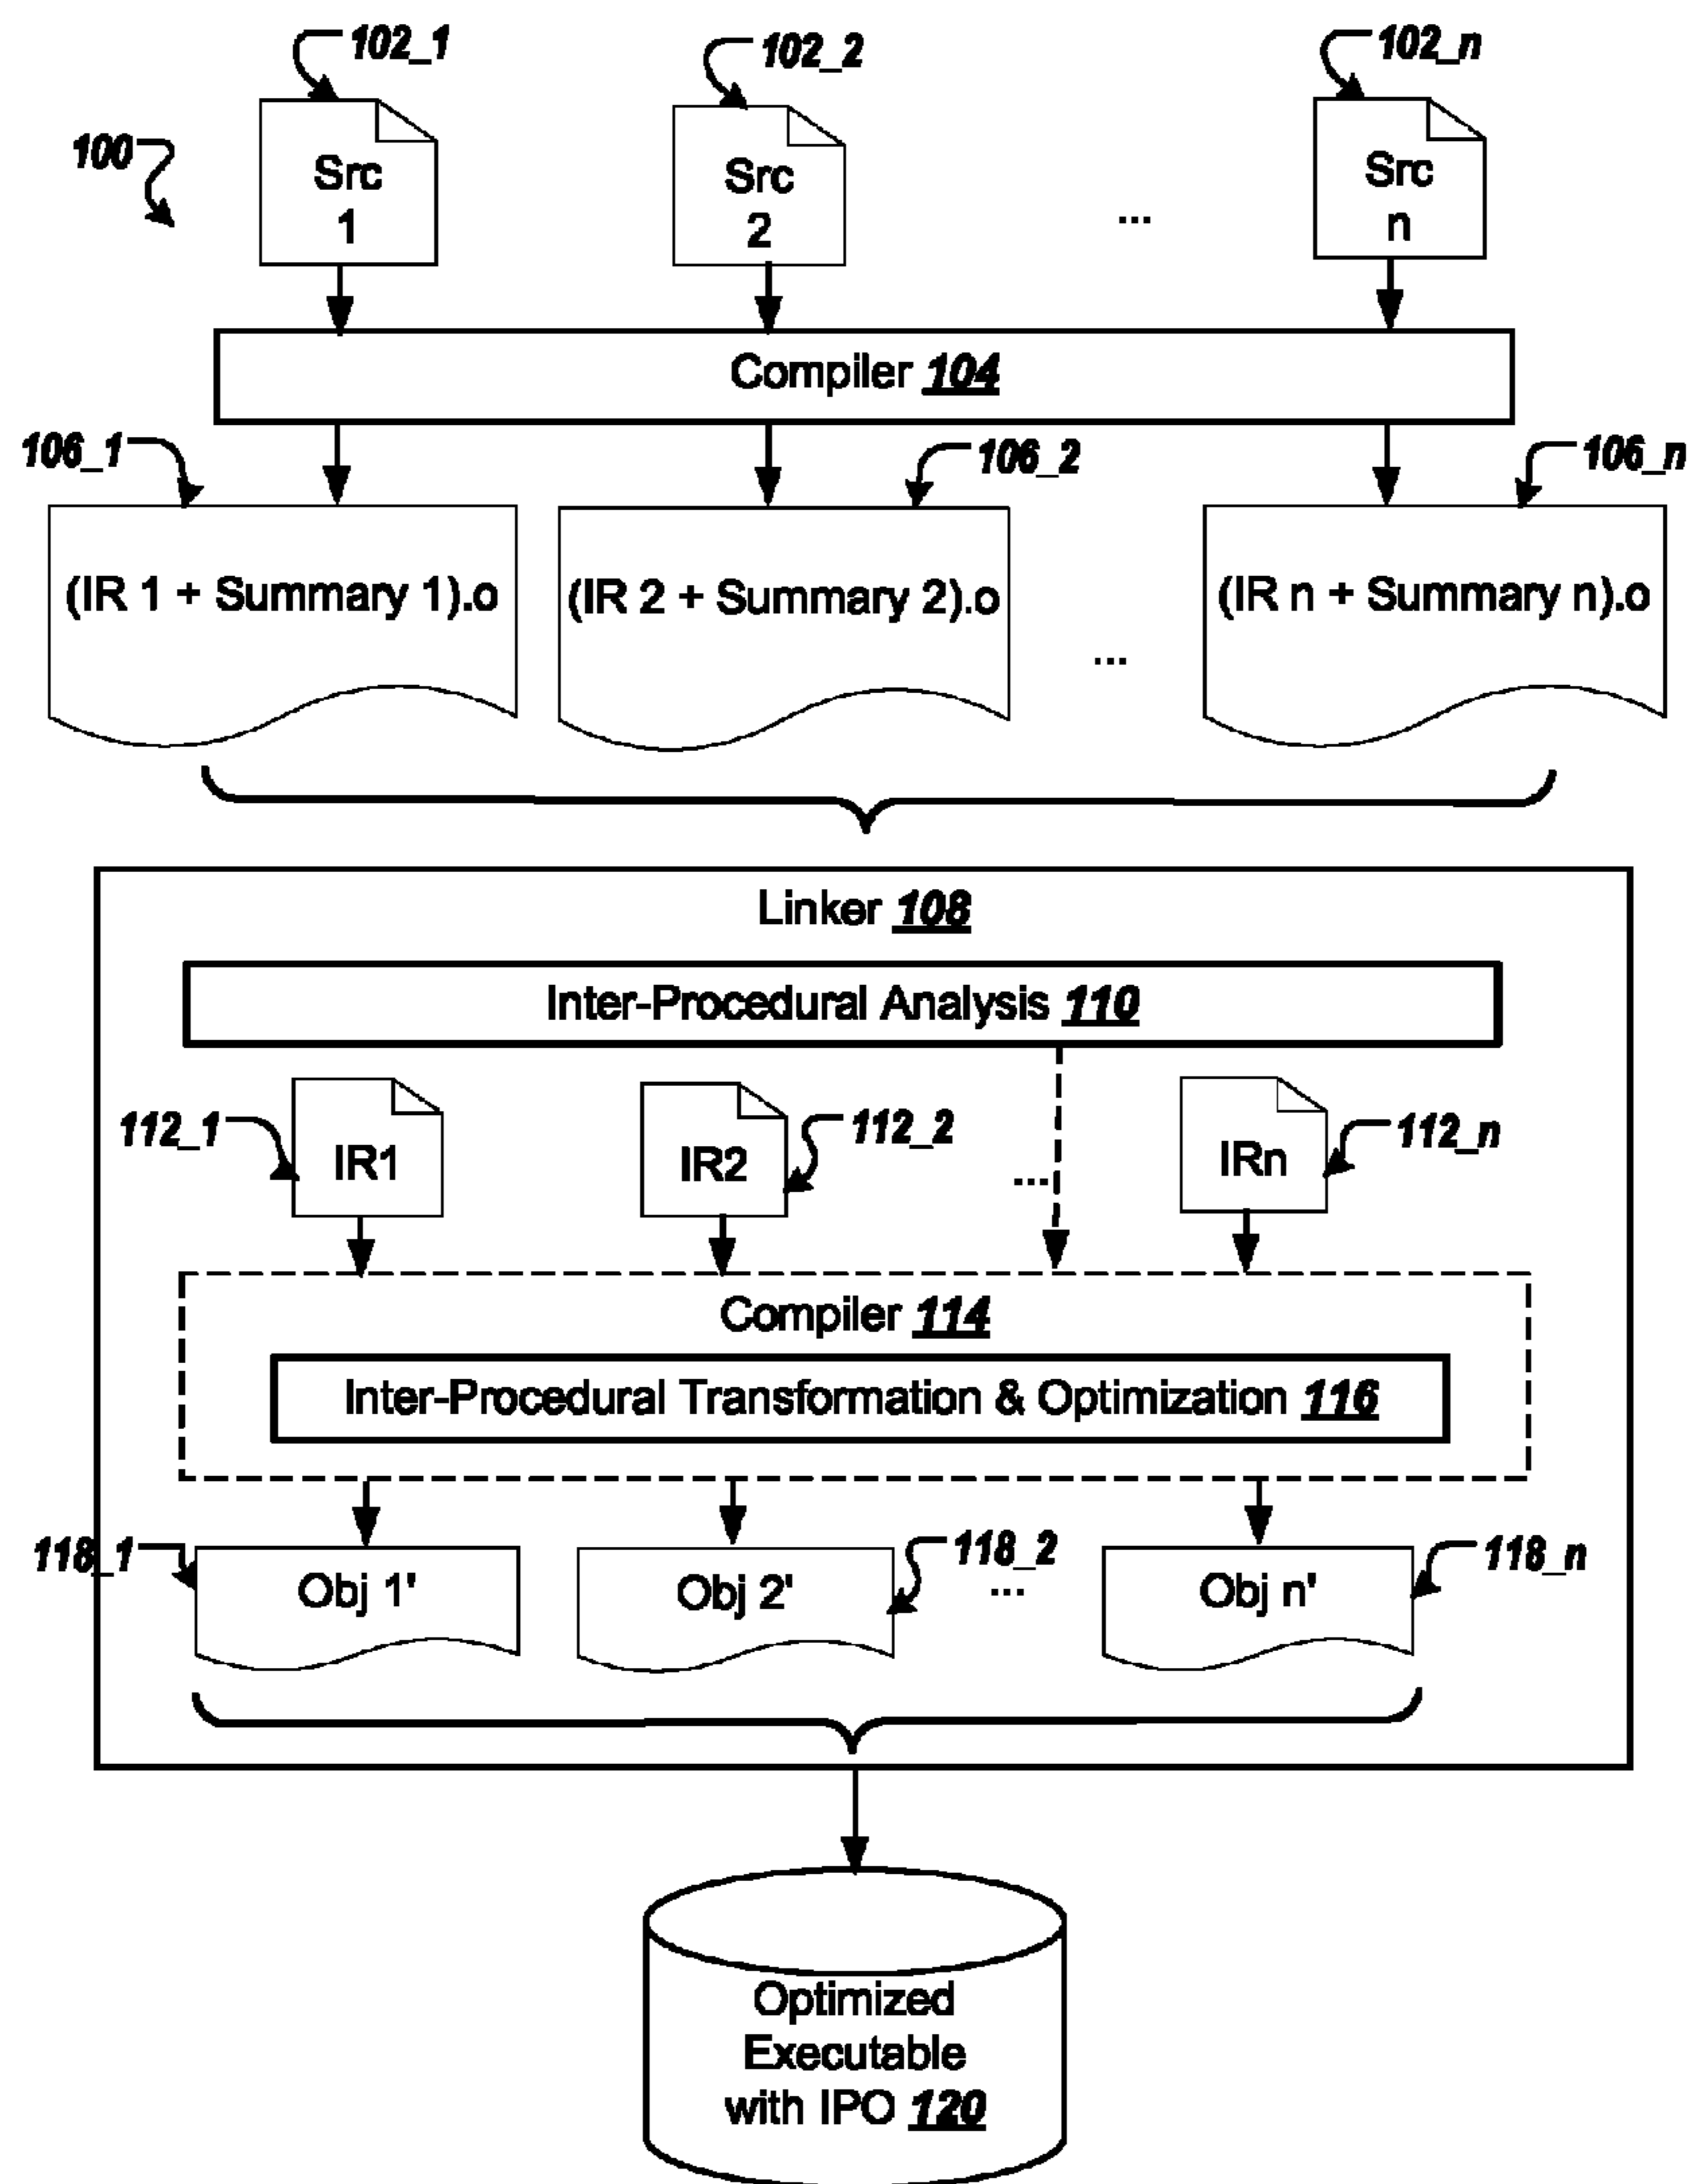 102_1
102_2
102_n
100
Src
1
Src
2
...
Src
n
Compiler 104
106_1
106_2
106_n
(IR 1 + Summary 1).o
(IR 2 + Summary 2).o
...
(IR n + Summary n).o
Linker 108
Inter-Procedural Analysis 110
112_1
IR1
IR2
112_2
...
IRn
112_n
Compiler 114
Inter-Procedural Transformation & Optimization 116
118_1
Obj 1'
Obj 2'
118_2
...
Obj n'
118_n
Optimized
Executable
with IPO 120